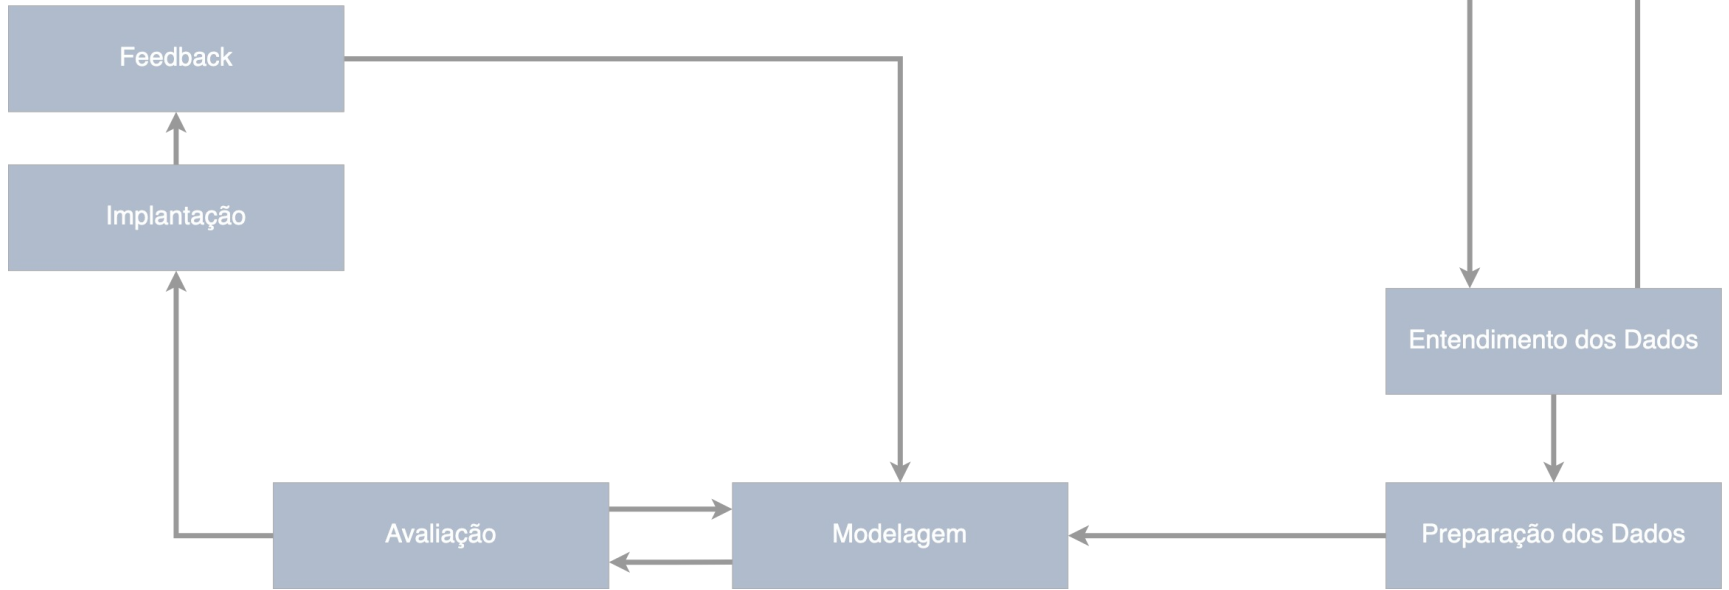 Feedback
Implantação
Entendimento dos Dados
Avaliação
Modelagem
Preparação dos Dados